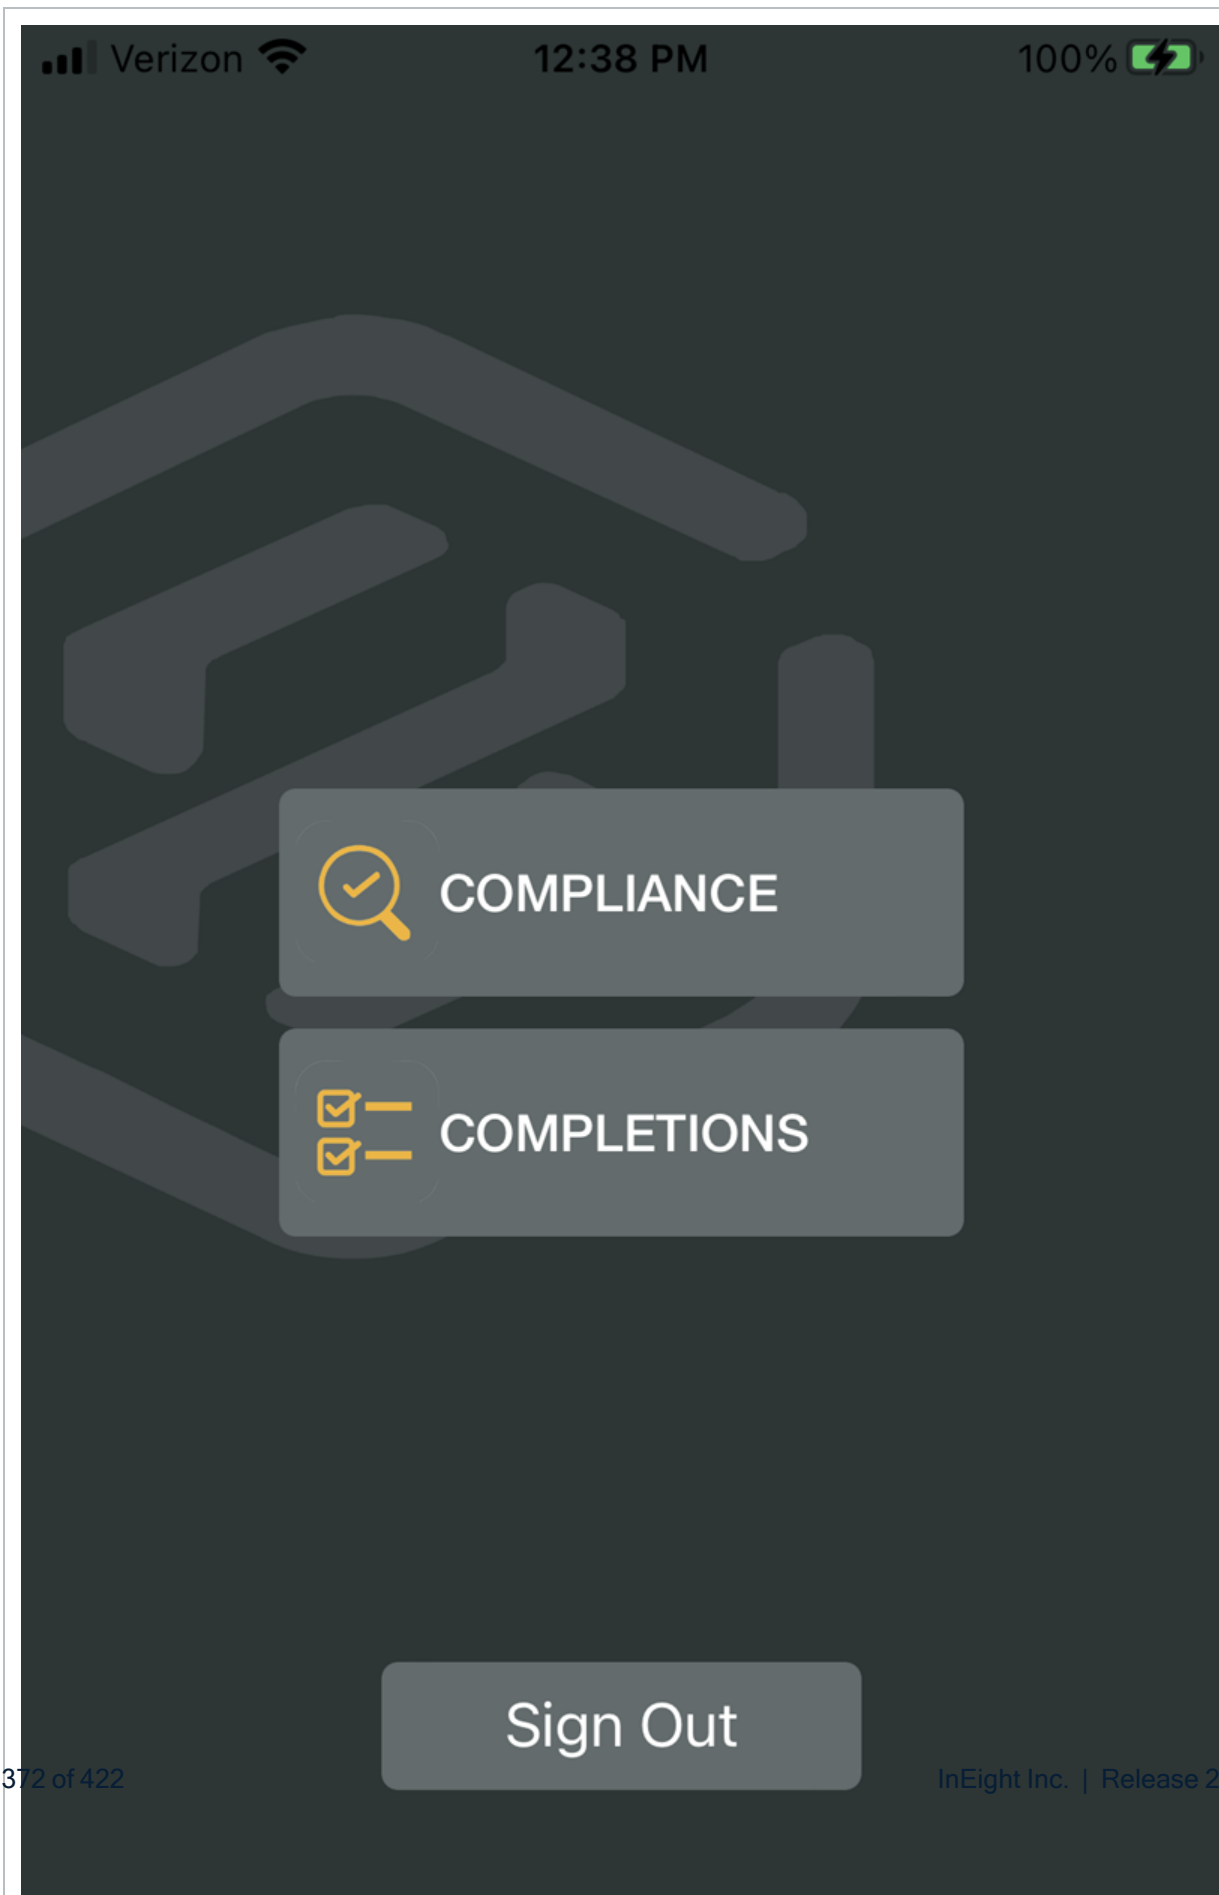 Verizon 12:38 PM 100%
COMPLIANCE
COMPLETIONS
Sign Out
372 of 422 InEight Inc. | Release 2